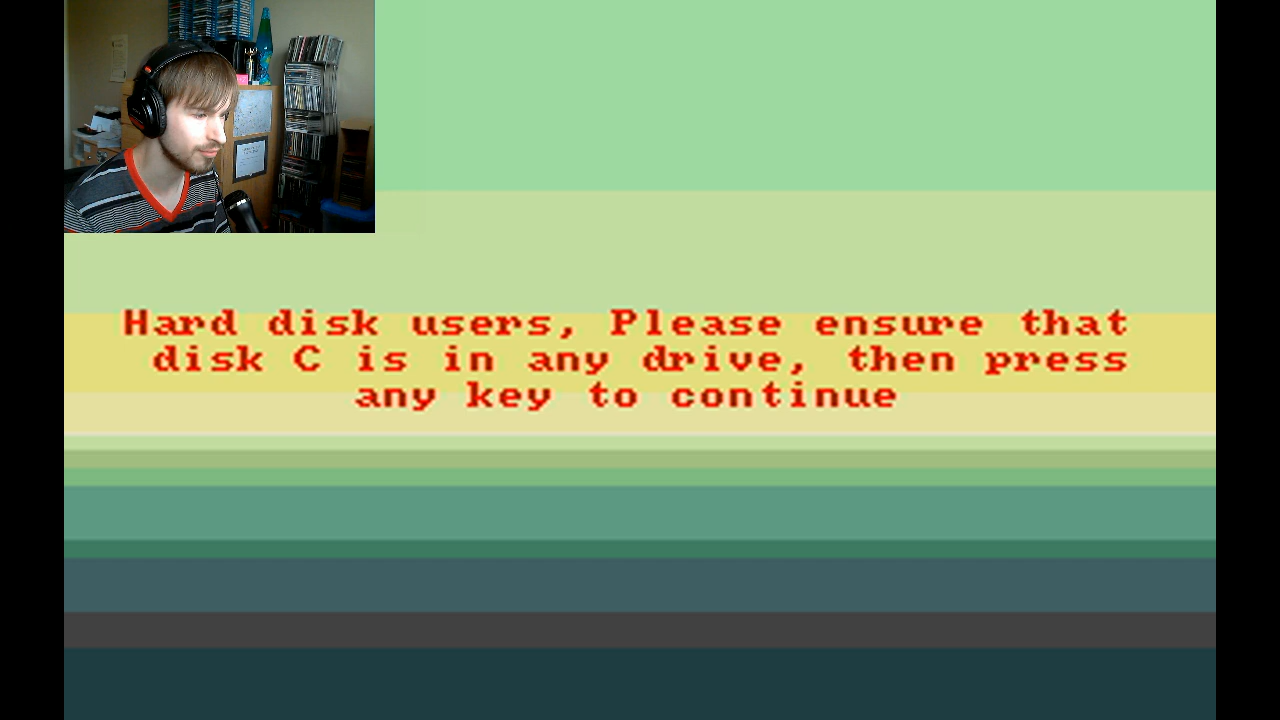 Hard disk users, Please ensure that
disk C is in any drive, then press
any key to continue